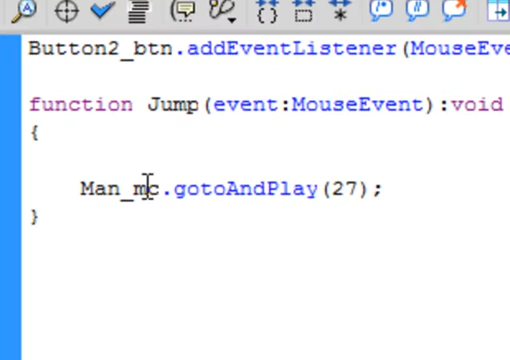 Button2_btn.addEventListener(MouseEve
function Jump(event:MouseEvent):void
{
Man_mc.gotoAndPlay(27);
}